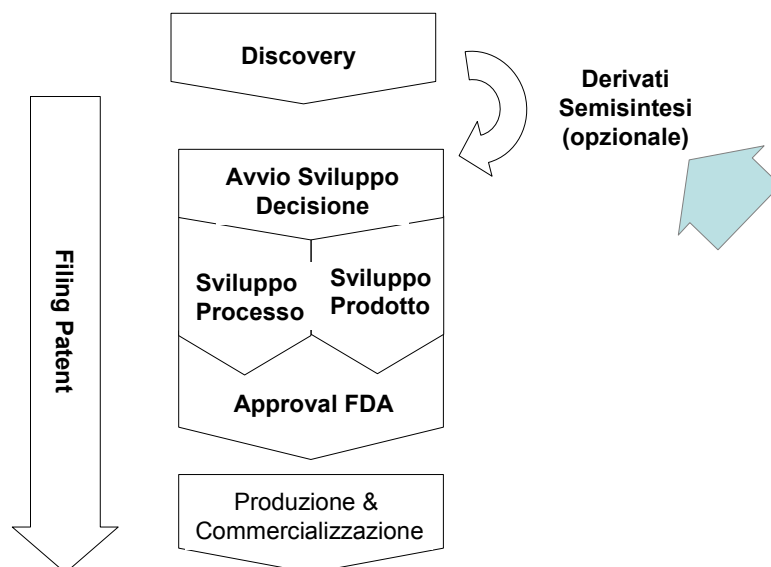 Discovery
Derivati
Semisintesi
(opzionale)
Avvio Sviluppo
Decisione
Filing Patent
Sviluppo
Processo
Sviluppo
Prodotto
Approval FDA
Produzione &
Commercializzazione